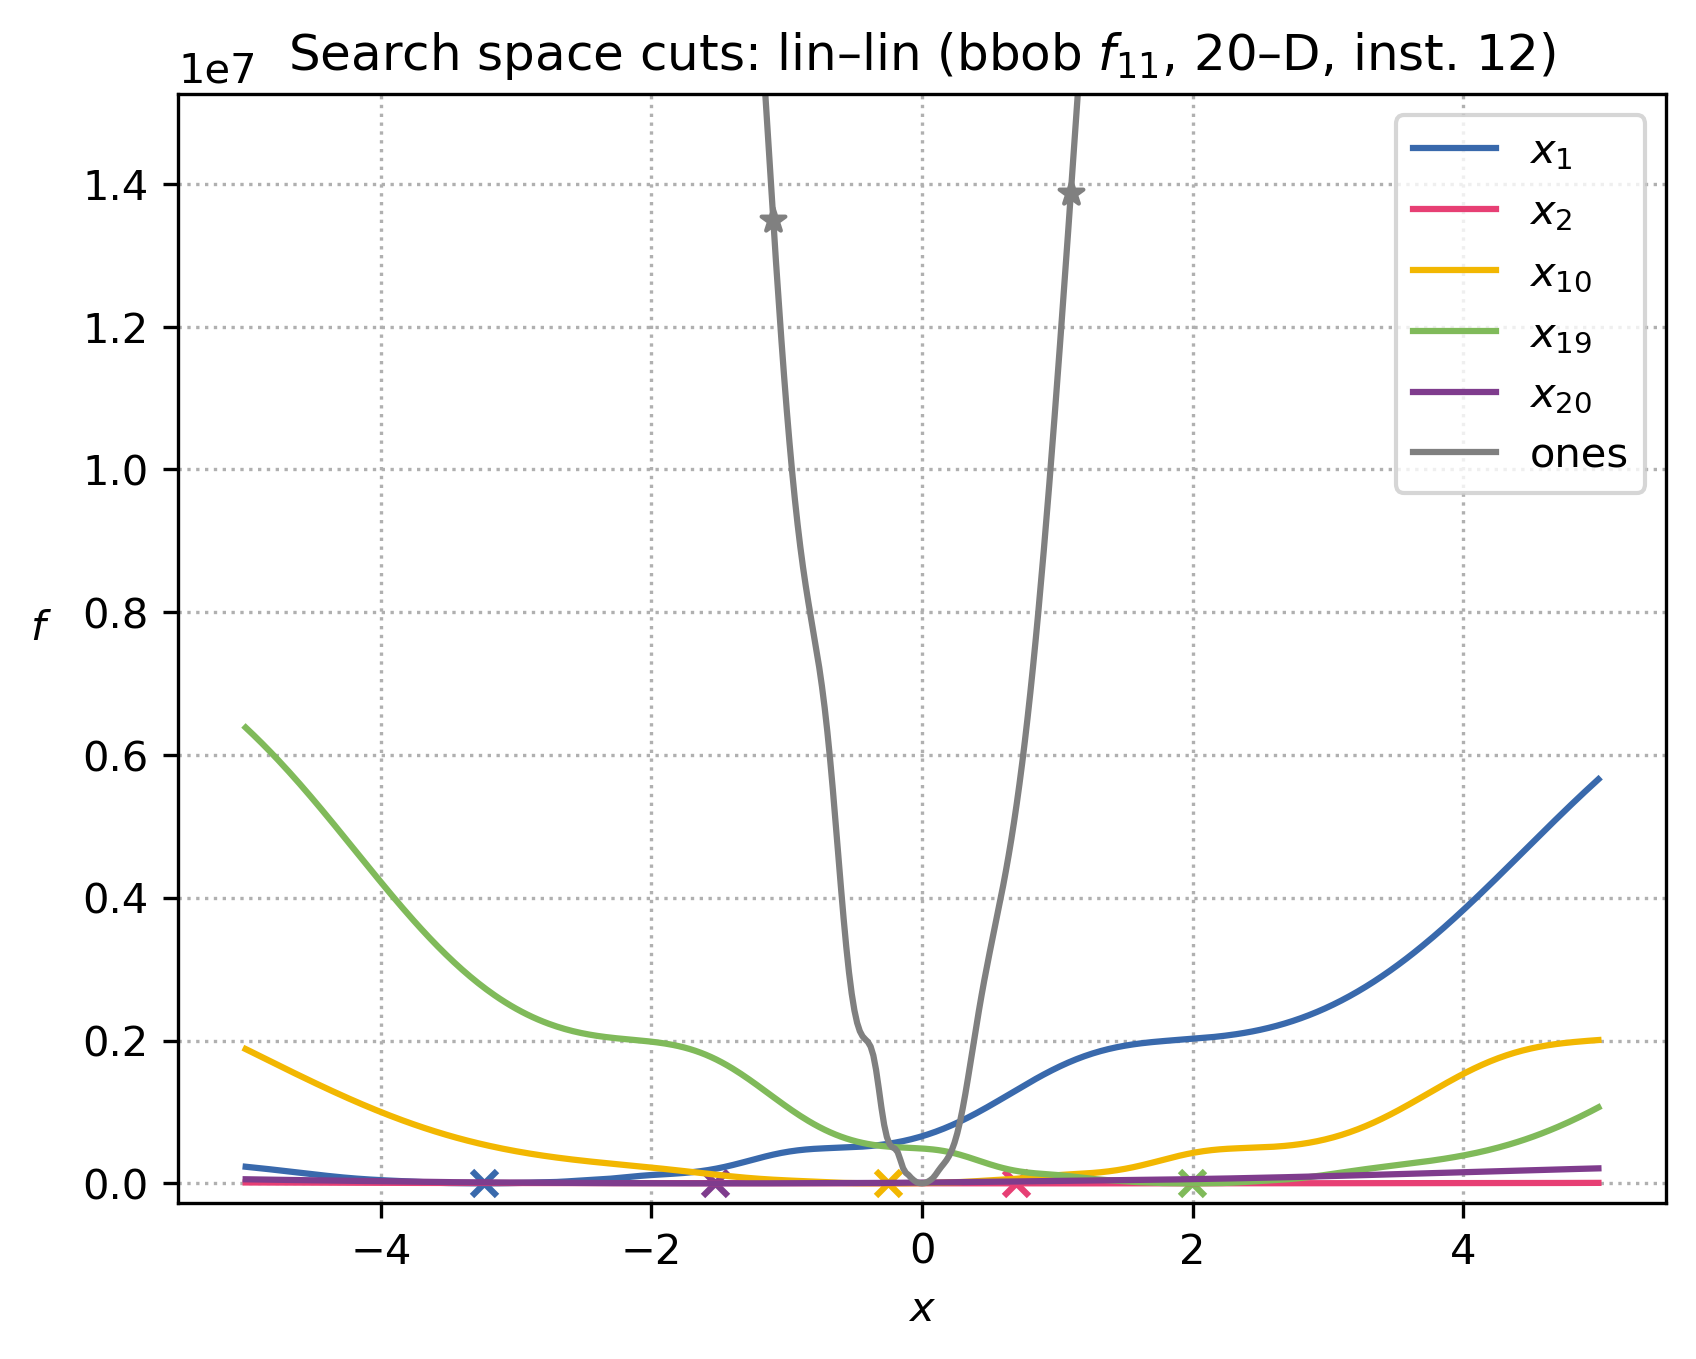 Search space cuts: lin–lin (bbob f11, 20–D, inst. 12)
1e7
1.4
1.2
1.0
0.8
0.6
0.4
0.2
0.0
f
−4
−2
0
2
4
x
x1
x2
x10
x19
x20
ones